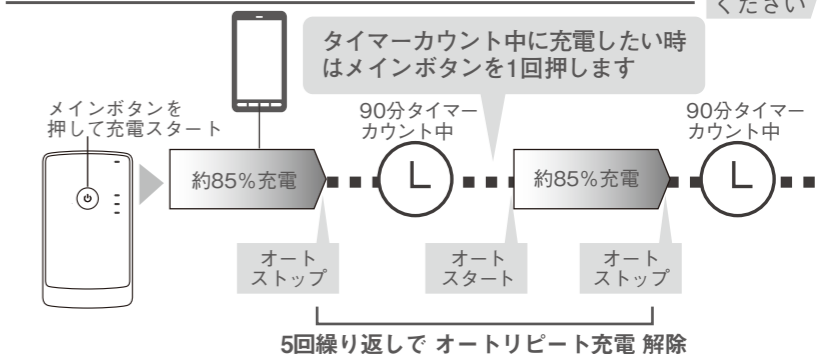 ください
タイマーカウント中に充電したい時
はメインボタンを1回押します
メインボタンを
押して充電スタート
90分タイマー
カウント中
90分タイマー
カウント中
約85%充電
約85%充電
オート
ストップ
オート
スタート
オート
ストップ
5回繰り返しで オートリピート充電 解除